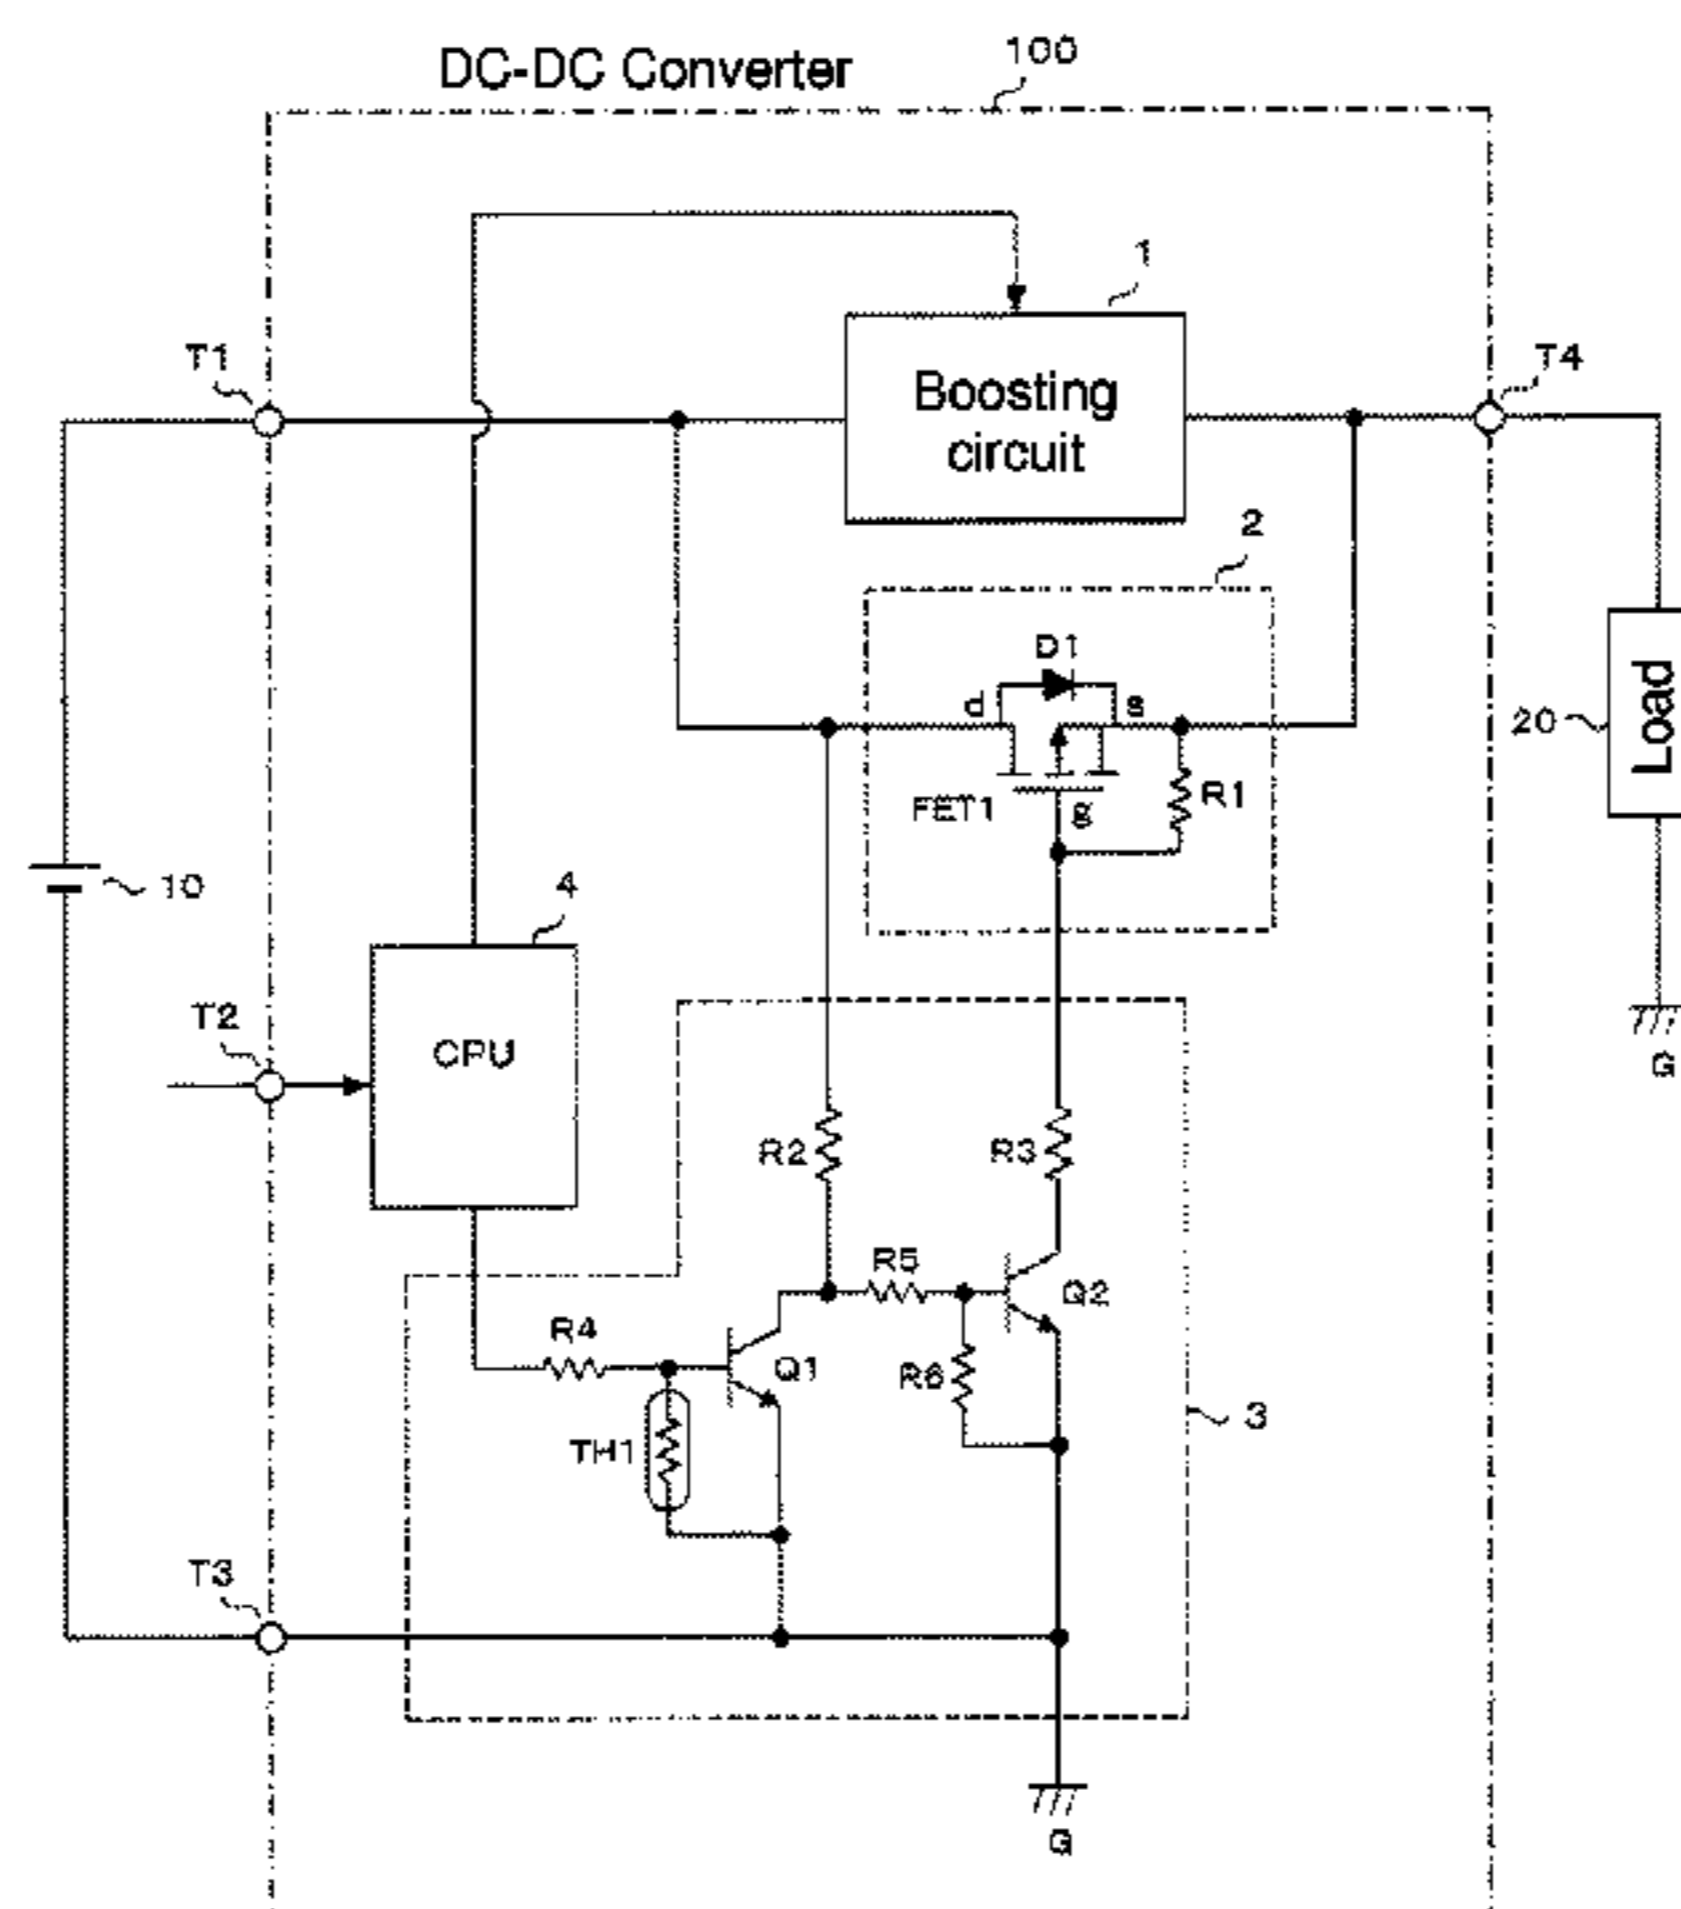 DC-DC Converter
100
1
T1
T4
Boosting
circuit
2
D1
d
s
FET1
g
R1
20
Load
10
4
G
T2
CPU
R2
R3
R5
Q2
R4
Q1
R6
TH1
3
T3
G